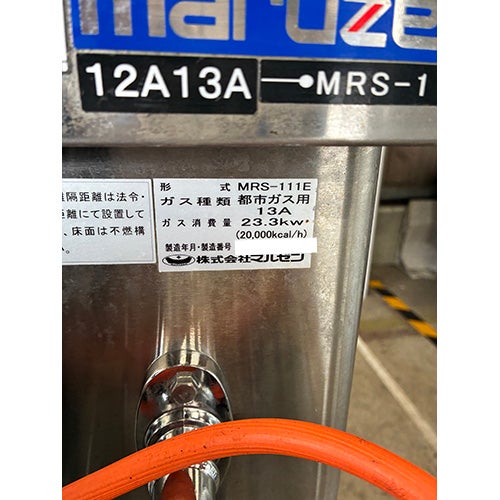 maruze
12A13A MRS-1
離隔距離は法令・
距離にて設置して
、床面は不燃構
形 式 MRS-111E
ガス種類 都市ガス用
13A
ガス消費量 23.3kw
(20,000kcal/h)
製造年月・製造番号
株式会社マルゼン